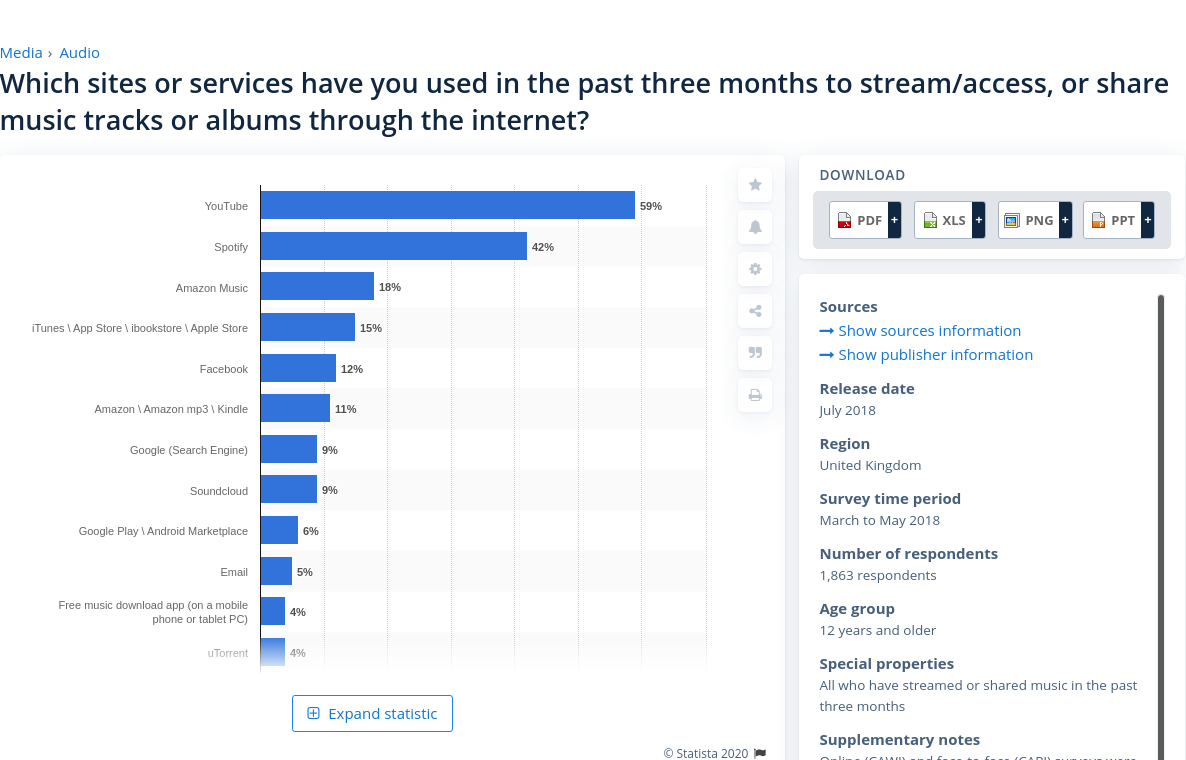 Media › Audio
Which sites or services have you used in the past three months to stream/access, or share
music tracks or albums through the internet?
YouTube 59%
Spotify 42%
Amazon Music 18%
iTunes \ App Store \ ibookstore \ Apple Store 15%
Facebook 12%
Amazon \ Amazon mp3 \ Kindle 11%
Google (Search Engine) 9%
Soundcloud 9%
Google Play \ Android Marketplace 6%
Email 5%
Free music download app (on a mobile
phone or tablet PC) 4%
uTorrent 4%
Expand statistic
© Statista 2020
DOWNLOAD
PDF + XLS + PNG + PPT +
Sources
Show sources information
Show publisher information
Release date
July 2018
Region
United Kingdom
Survey time period
March to May 2018
Number of respondents
1,863 respondents
Age group
12 years and older
Special properties
All who have streamed or shared music in the past
three months
Supplementary notes